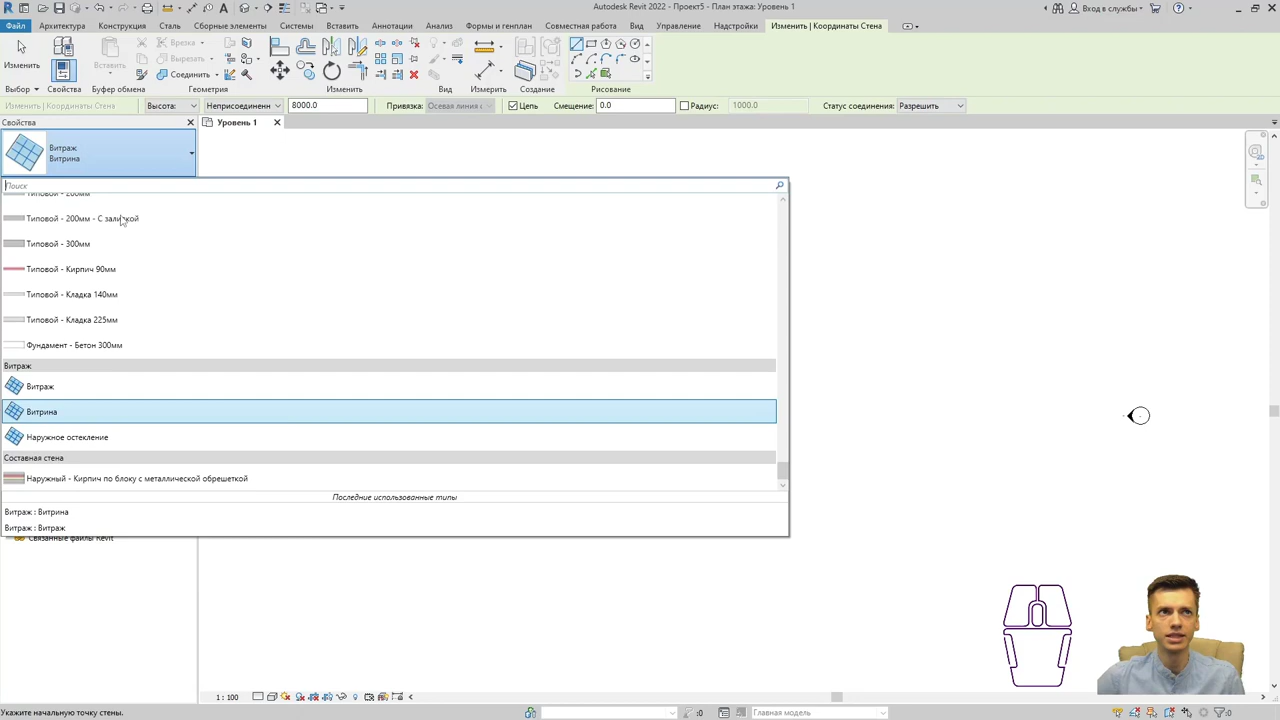 Autodesk Revit 2022 - Проект5 - План этажа: Уровень 1
Вход в службы
Файл Архитектура Конструкция Сталь Сборные элементы Системы Вставить Аннотации Анализ Формы и генплан Совместная работа Вид Управление Надстройки Изменить | Координаты Стена
Врезка
Вырезать
Изменить Вставить Соединить
Выбор Свойства Буфер обмена Геометрия Изменить Вид Измерить Создание Рисование
Изменить | Координаты Стена Высота: Неприсоединенн 8000.0 Привязка: Осевая линия с Цепь Смещение: 0.0 Радиус: 1000.0 Статус соединения: Разрешить
Свойства Уровень 1
Витраж
Витрина
Поиск
Типовой - 200мм
Типовой - 200мм - С заливкой
Типовой - 300мм
Типовой - Кирпич 90мм
Типовой - Кладка 140мм
Типовой - Кладка 225мм
Фундамент - Бетон 300мм
Витраж
Витраж
Витрина
Наружное остекление
Составная стена
Наружный - Кирпич по блоку с металлической обрешеткой
Последние использованные типы
Витраж : Витрина
Витраж : Витраж
Связанные файлы Revit
1 : 100
Укажите начальную точку стены. :0 Главная модель :0